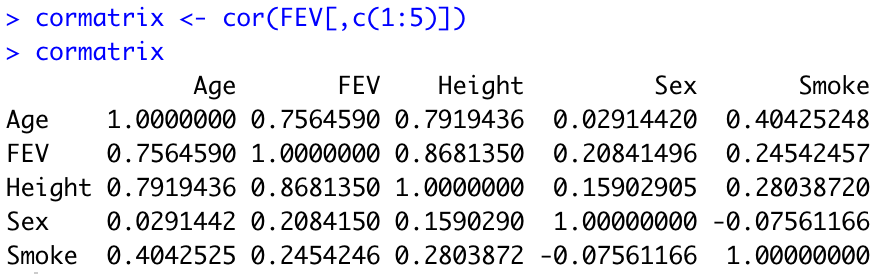 > cormatrix <- cor(FEV[,c(1:5)])
> cormatrix
Age FEV Height Sex Smoke
Age 1.0000000 0.7564590 0.7919436 0.02914420 0.40425248
FEV 0.7564590 1.0000000 0.8681350 0.20841496 0.24542457
Height 0.7919436 0.8681350 1.0000000 0.15902905 0.28038720
Sex 0.0291442 0.2084150 0.1590290 1.00000000 -0.07561166
Smoke 0.4042525 0.2454246 0.2803872 -0.07561166 1.00000000